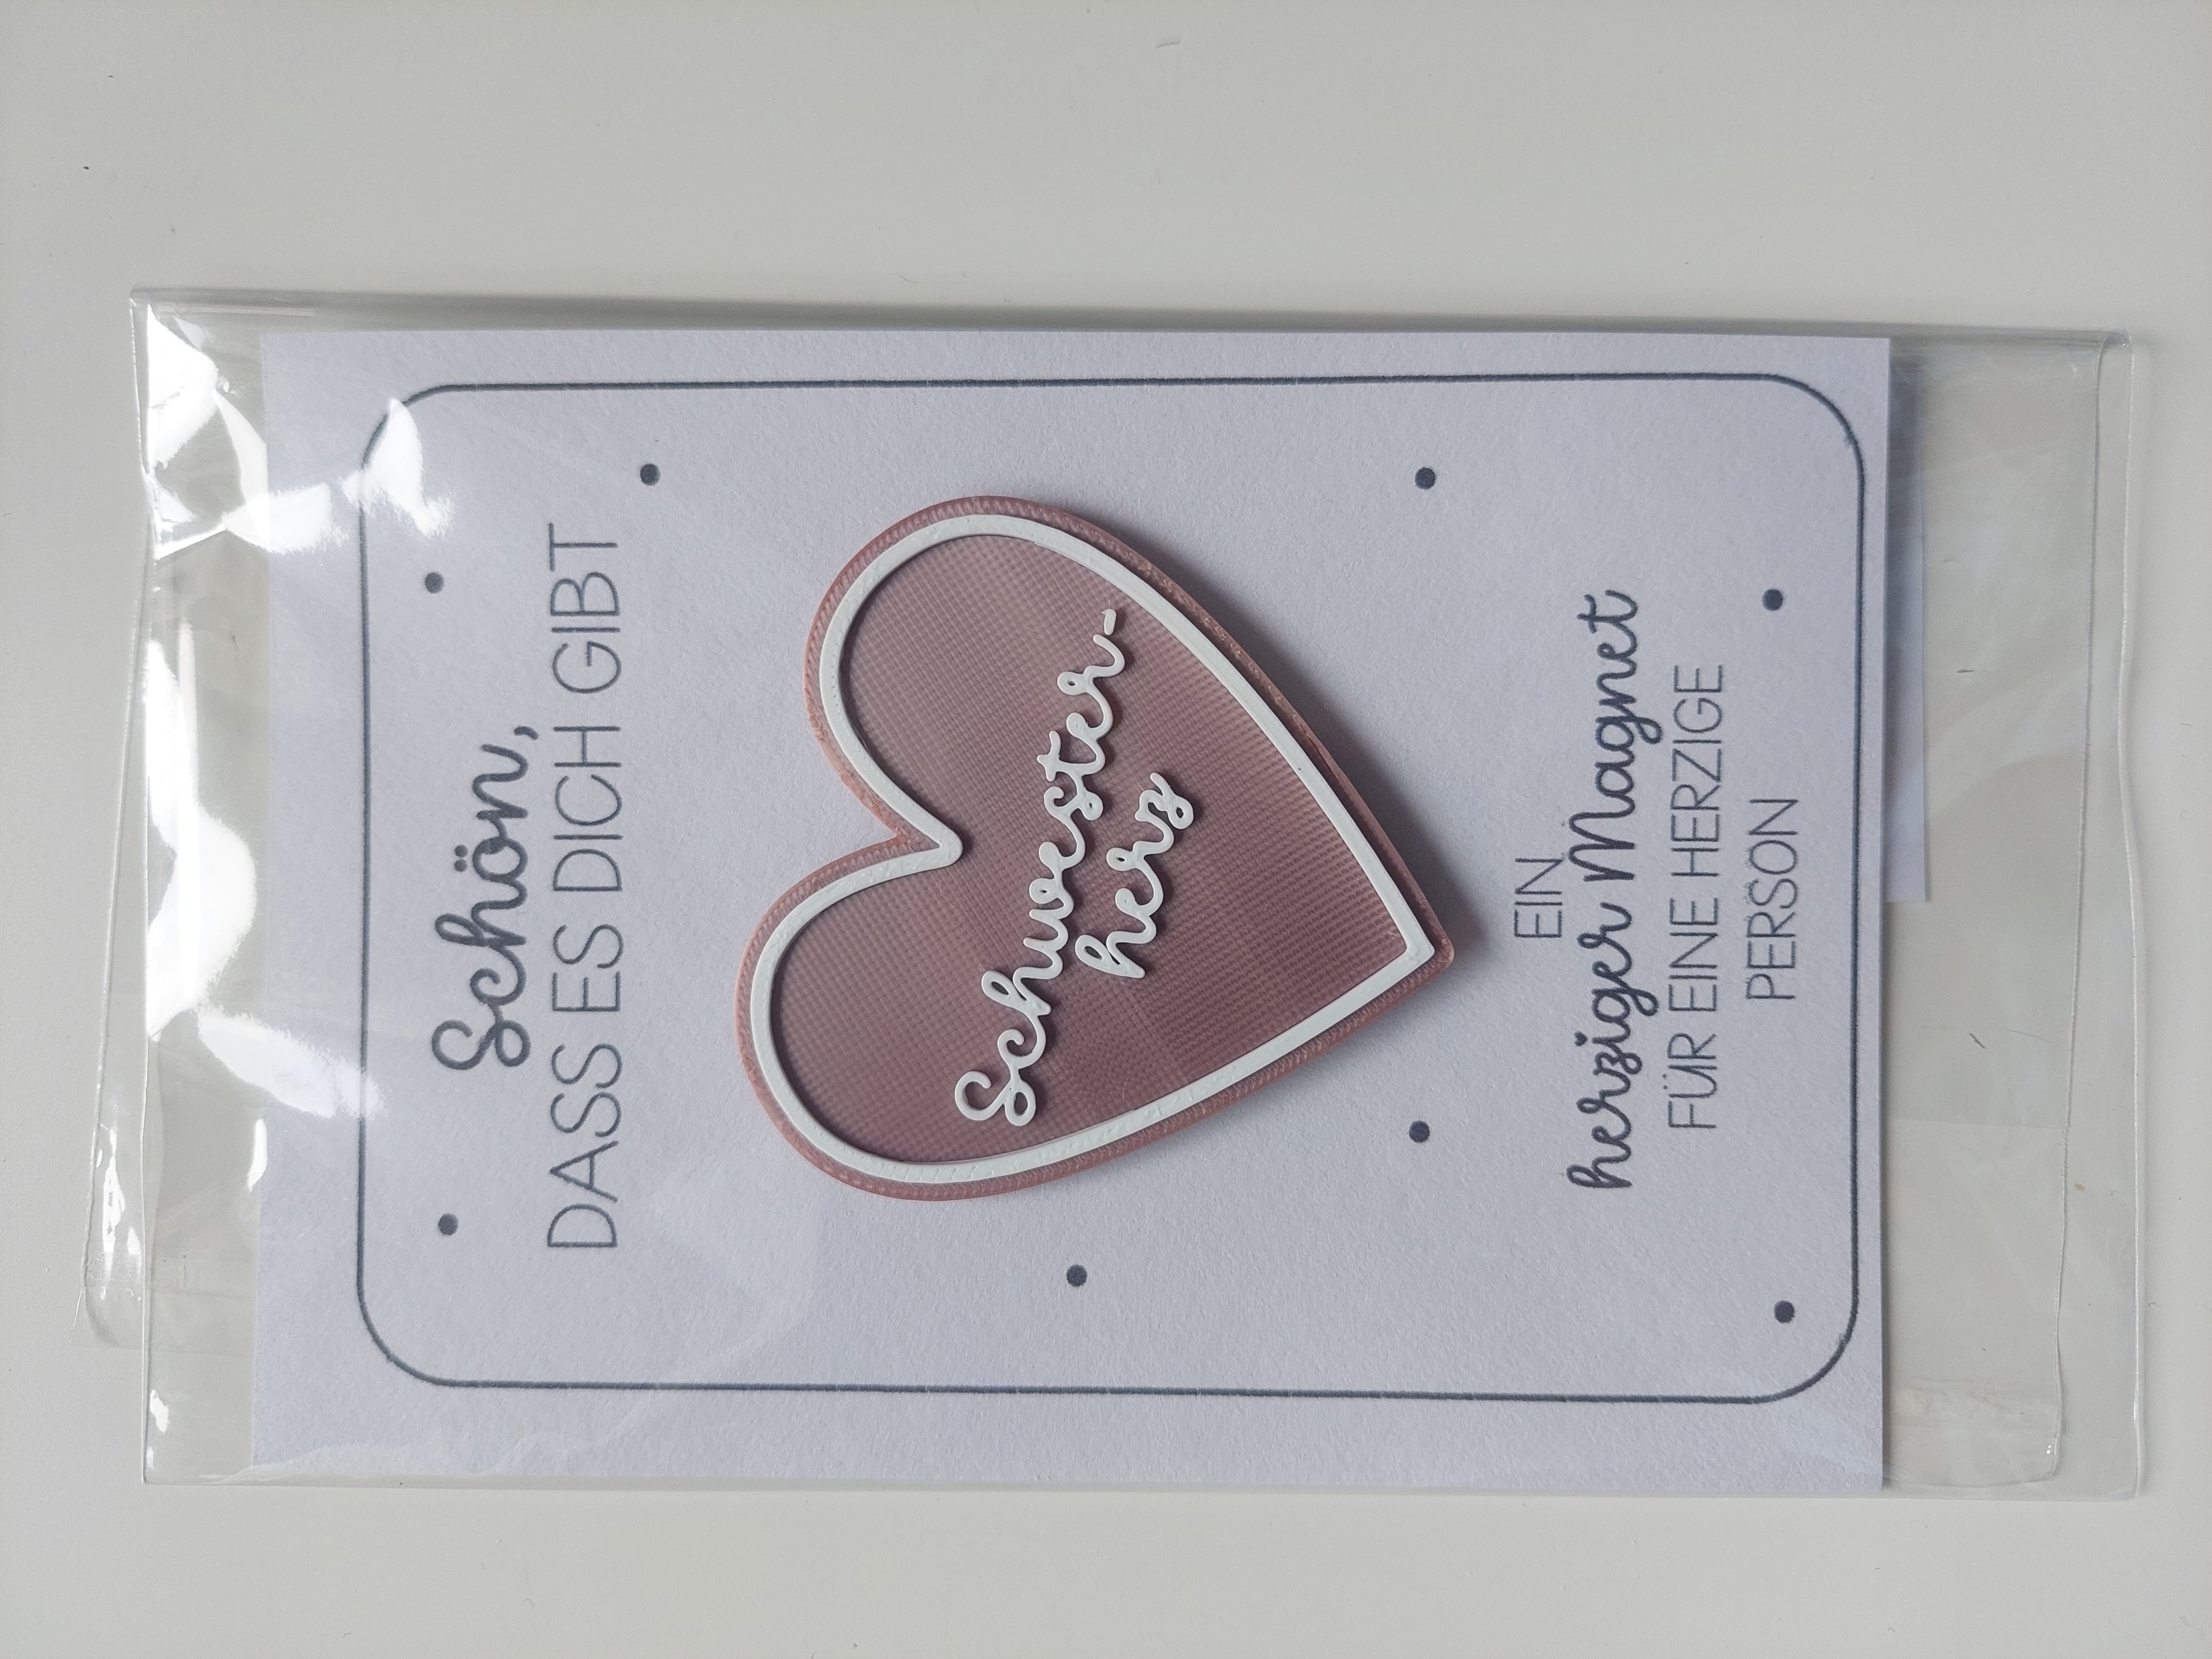 Schön,
DASS ES DICH GIBT
Schwester-
herz
EIN
herziger Magnet
FÜR EINE HERZIGE
PERSON